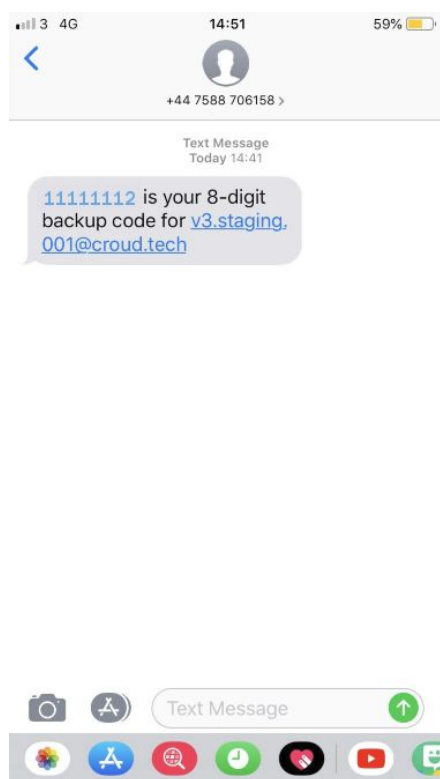 3 4G 14:51 59%
+44 7588 706158 >
Text Message
Today 14:41
11111112 is your 8-digit
backup code for v3.staging.
001@croud.tech
Text Message